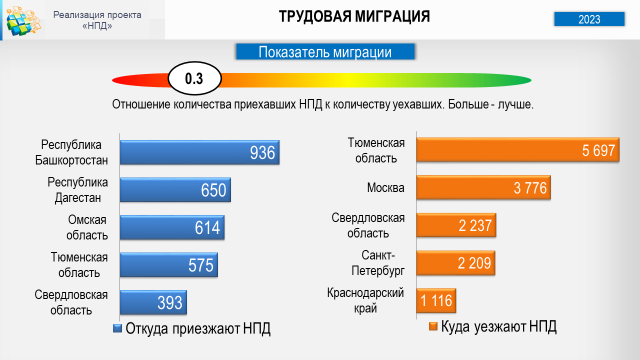 Реализация проекта
«НПД»
ТРУДОВАЯ МИГРАЦИЯ
2023
Показатель миграции
0.3
Отношение количества приехавших НПД к количеству уехавших. Больше - лучше.
Республика
Башкортостан
936
Республика
Дагестан
650
Омская
область
614
Тюменская
область
575
Свердловская
область
393
Откуда приезжают НПД
Тюменская
область
5 697
Москва
3 776
Свердловская
область
2 237
Санкт-
Петербург
2 209
Краснодарский
край
1 116
Куда уезжают НПД